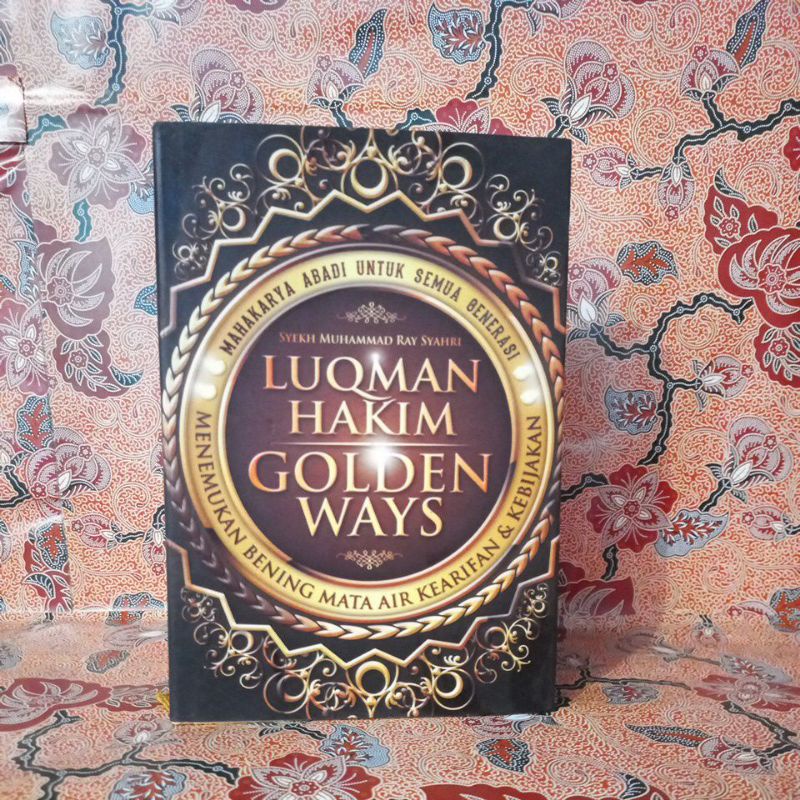 MAHAKARYA ABADI UNTUK SEMUA GENERASI
SYEKH MUHAMMAD RAY SYAHRI
LUQMAN
HAKIM
GOLDEN
WAYS
MENEMUKAN BENING MATA AIR KEARIFAN & KEBIJAKAN